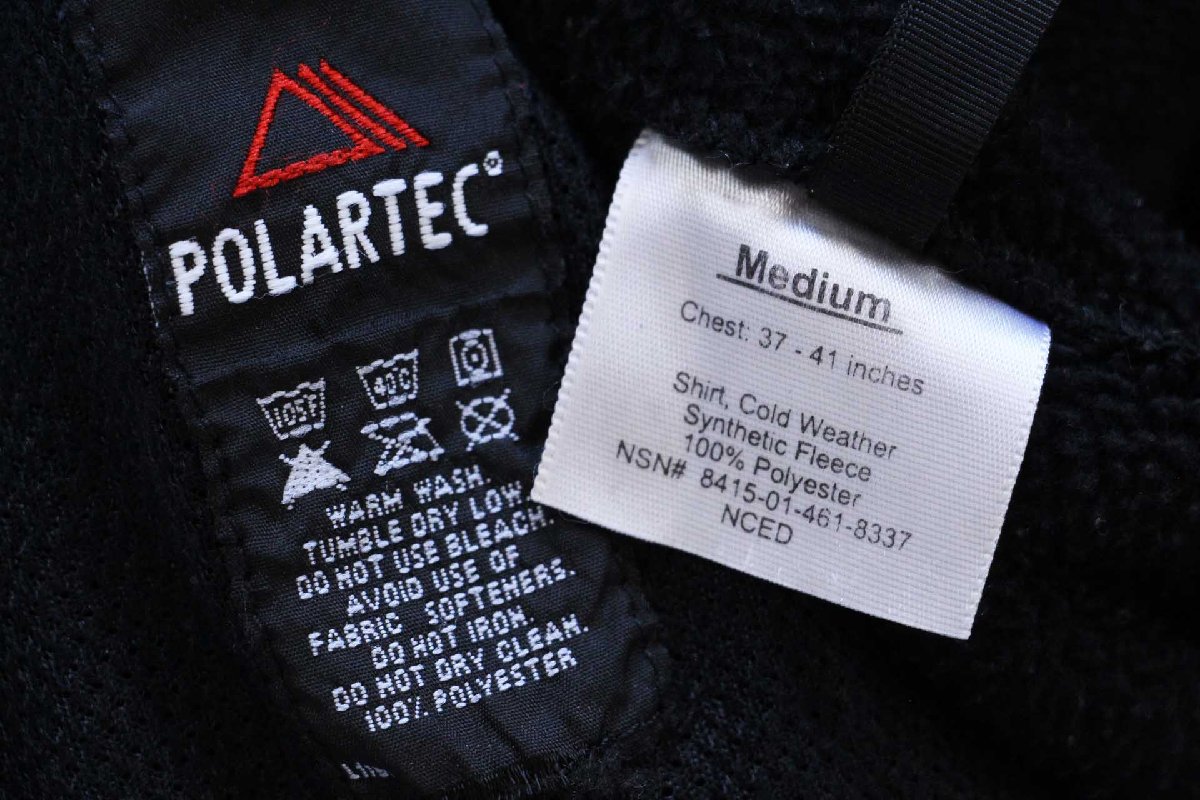 POLARTEC®
105F
40°C
WARM WASH.
TUMBLE DRY LOW.
DO NOT USE BLEACH.
AVOID USE OF
FABRIC SOFTENERS.
DO NOT IRON.
DO NOT DRY CLEAN.
100% POLYESTER
Medium
Chest: 37 - 41 inches
Shirt, Cold Weather
Synthetic Fleece
100% Polyester
NSN# 8415-01-461-8337
NCED